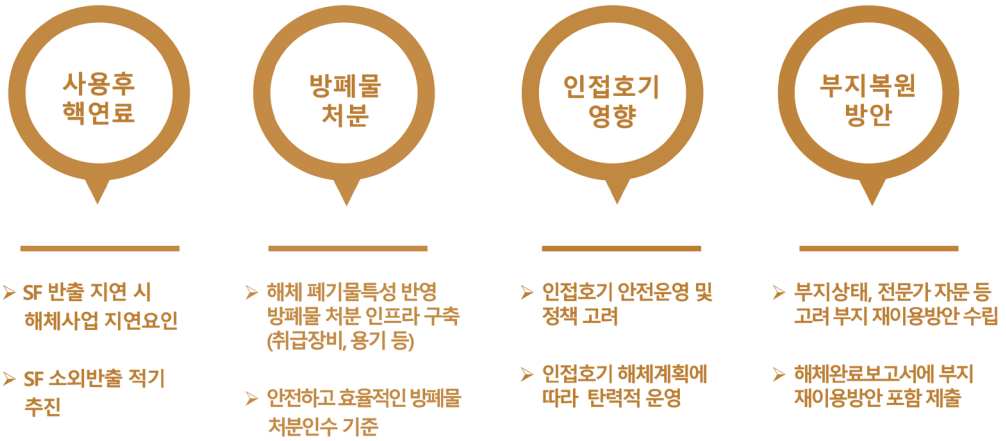 사용후
핵연료
방폐물
처분
인접호기
영향
부지복원
방안
➢ SF 반출 지연 시
해체사업 지연요인
➢ SF 소외반출 적기
추진
➢ 해체 폐기물특성 반영
방폐물 처분 인프라 구축
(취급장비, 용기 등)
➢ 안전하고 효율적인 방폐물
처분인수 기준
➢ 인접호기 안전운영 및
정책 고려
➢ 인접호기 해체계획에
따라 탄력적 운영
➢ 부지상태, 전문가 자문 등
고려 부지 재이용방안 수립
➢ 해체완료보고서에 부지
재이용방안 포함 제출